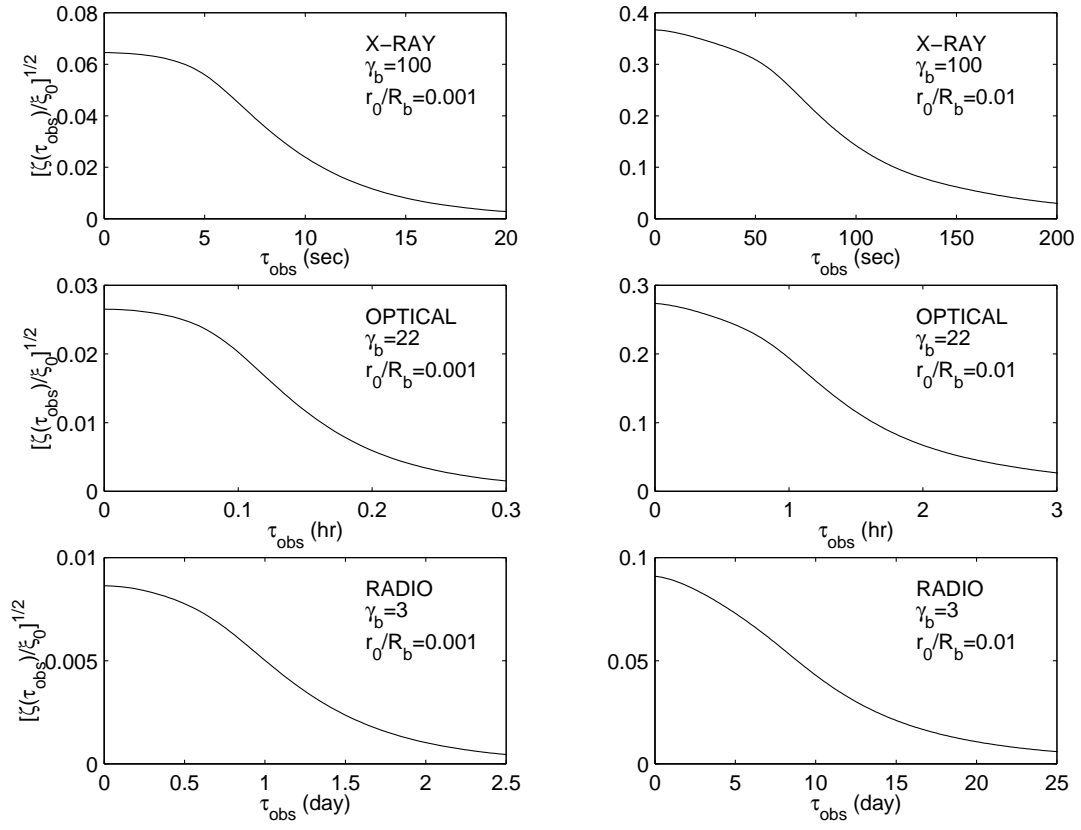 [ζ(τobs)/ξ0]1/2
0.08
0.06
0.04
0.02
0
0 5 10 15 20
τobs (sec)
X−RAY
γb=100
r0/Rb=0.001
0.4
0.3
0.2
0.1
0
0 50 100 150 200
τobs (sec)
X−RAY
γb=100
r0/Rb=0.01
[ζ(τobs)/ξ0]1/2
0.03
0.02
0.01
0
0 0.1 0.2 0.3
τobs (hr)
OPTICAL
γb=22
r0/Rb=0.001
0.3
0.2
0.1
0
0 1 2 3
τobs (hr)
OPTICAL
γb=22
r0/Rb=0.01
[ζ(τobs)/ξ0]1/2
0.01
0.005
0
0 0.5 1 1.5 2 2.5
τobs (day)
RADIO
γb=3
r0/Rb=0.001
0.1
0.05
0
0 5 10 15 20 25
τobs (day)
RADIO
γb=3
r0/Rb=0.01